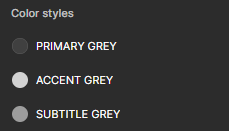 Color styles
PRIMARY GREY
ACCENT GREY
SUBTITLE GREY